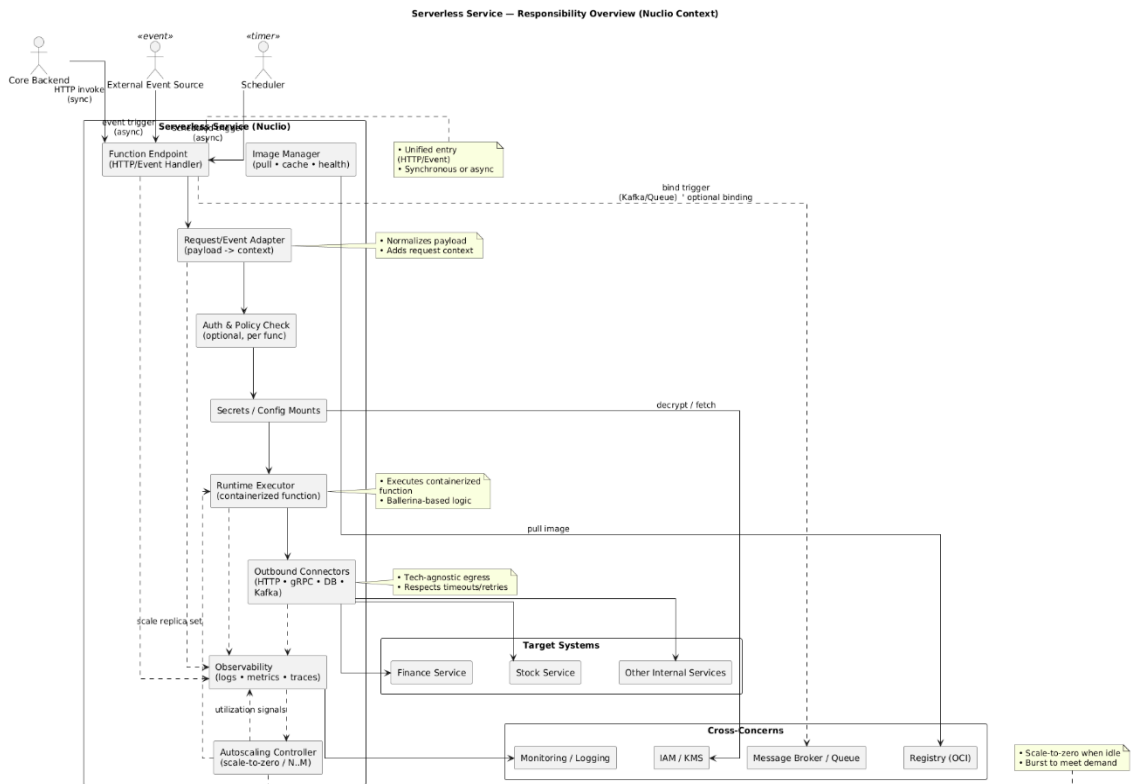 Serverless Service — Responsibility Overview (Nuclio Context)
«event»
«timer»
Core Backend
External Event Source
Scheduler
HTTP invoke
(sync)
event trigger
(async)
scheduled trigger
(async)
Serverless Service (Nuclio)
Function Endpoint
(HTTP/Event Handler)
Image Manager
(pull • cache • health)
• Unified entry
(HTTP/Event)
• Synchronous or async
bind trigger
(Kafka/Queue) ' optional binding
Request/Event Adapter
(payload -> context)
• Normalizes payload
• Adds request context
Auth & Policy Check
(optional, per func)
Secrets / Config Mounts
decrypt / fetch
Runtime Executor
(containerized function)
• Executes containerized
function
• Ballerina-based logic
pull image
Outbound Connectors
(HTTP • gRPC • DB •
Kafka)
• Tech-agnostic egress
• Respects timeouts/retries
scale replica set
Target Systems
Finance Service
Stock Service
Other Internal Services
Observability
(logs • metrics • traces)
utilization signals
Autoscaling Controller
(scale-to-zero / N..M)
Cross-Concerns
Monitoring / Logging
IAM / KMS
Message Broker / Queue
Registry (OCI)
• Scale-to-zero when idle
• Burst to meet demand